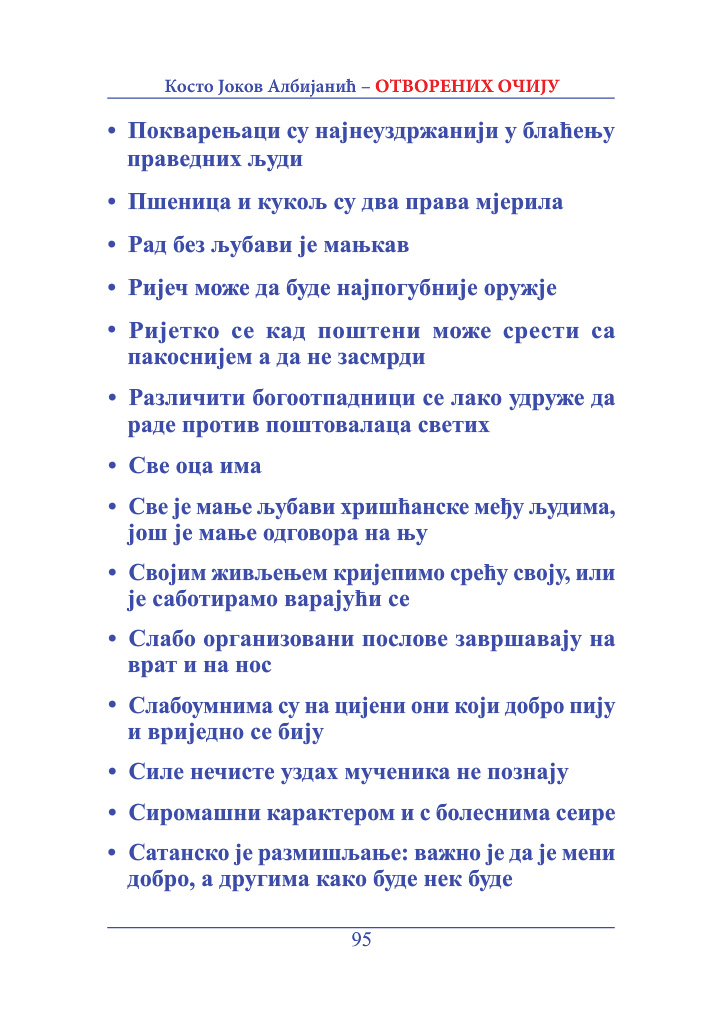 Косто Јоков Албијанић – ОТВОРЕНИХ ОЧИЈУ
• Покварењаци су најнеуздржанији у блаћењу
праведних људи
• Пшеница и кукољ су два права мјерила
• Рад без љубави је мањкав
• Ријеч може да буде најпогубније оружје
• Ријетко се кад поштени може срести са
пакоснијем а да не засмрди
• Различити богоотпадници се лако удруже да
раде против поштовалаца светих
• Све оца има
• Све је мање љубави хришћанске међу људима,
још је мање одговора на њу
• Својим живљењем кријепимо срећу своју, или
је саботирамо варајући се
• Слабо организовани послове завршавају на
врат и на нос
• Слабоумнима су на цијени они који добро пију
и вриједно се бију
• Силе нечисте уздах мученика не познају
• Сиромашни карактером и с болеснима сеире
• Сатанско је размишљање: важно је да је мени
добро, а другима како буде нек буде
95